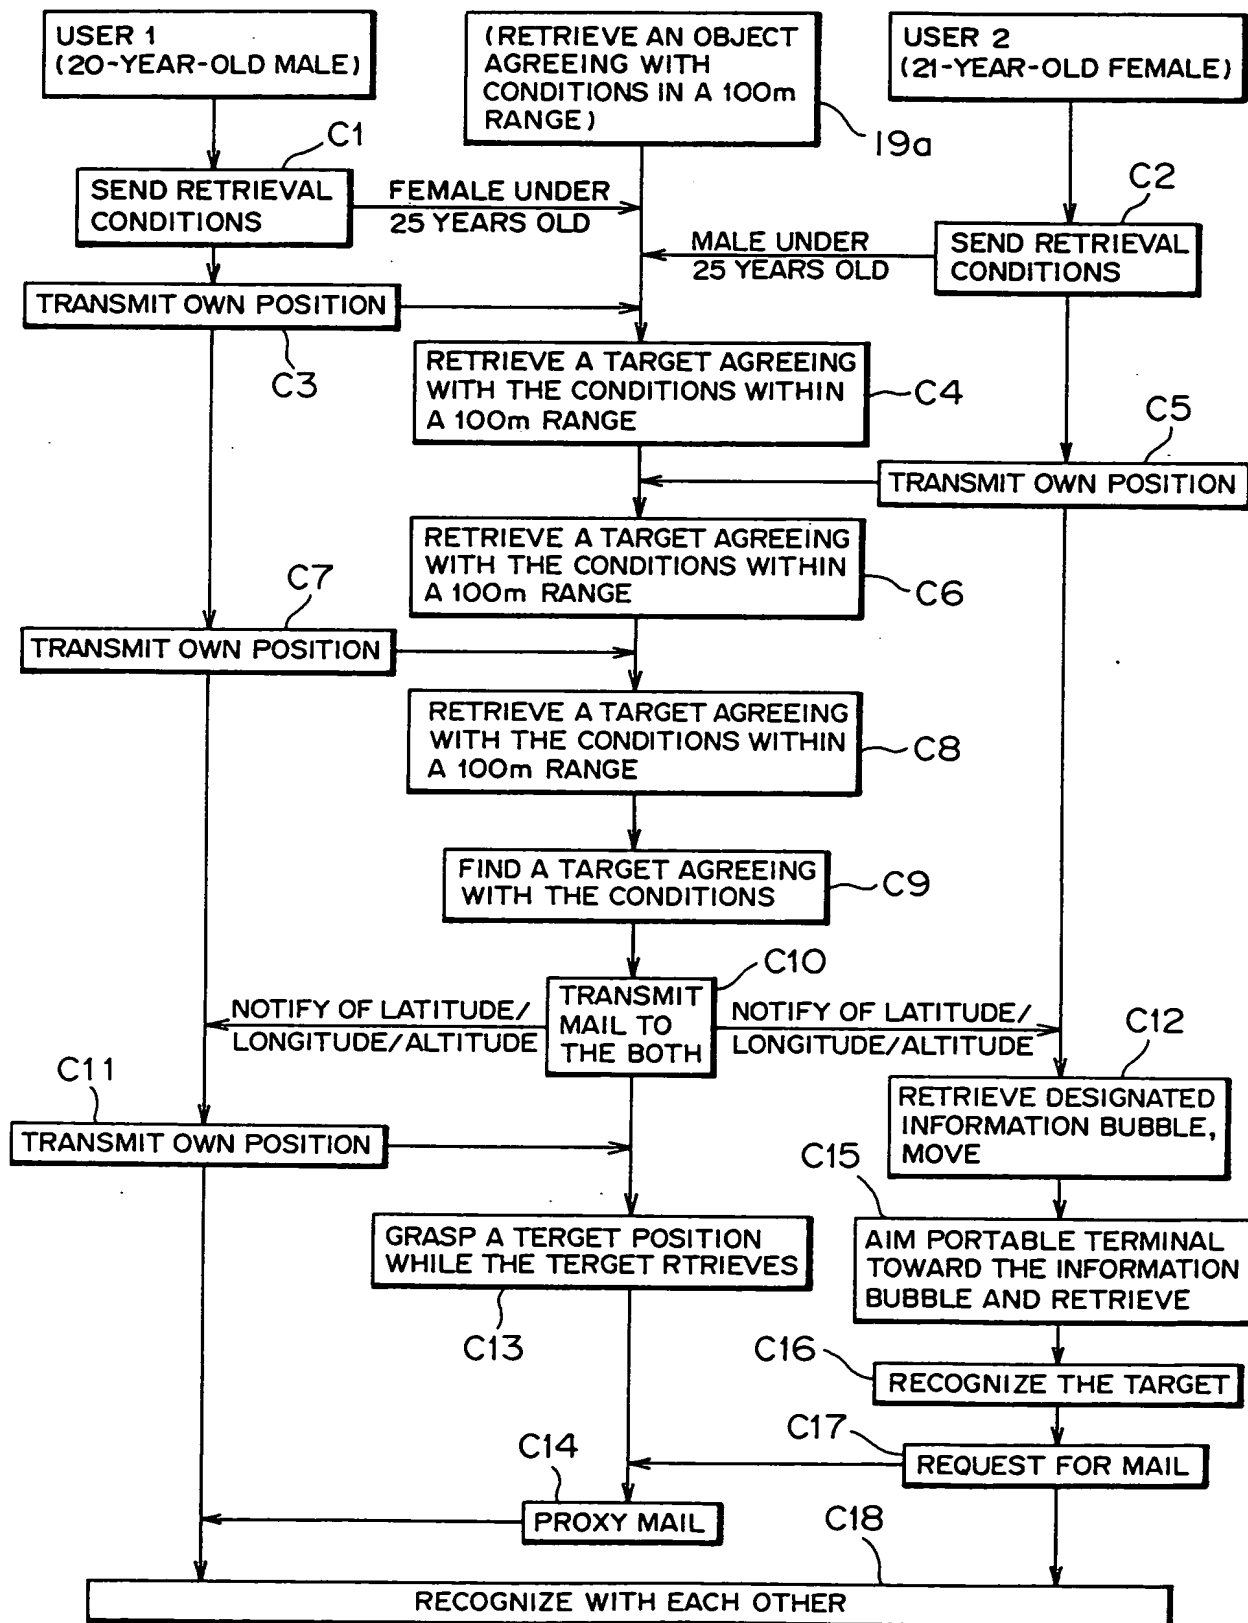 USER 1
(20-YEAR-OLD MALE)
(RETRIEVE AN OBJECT
AGREEING WITH
CONDITIONS IN A 100m
RANGE)
19a
USER 2
(21-YEAR-OLD FEMALE)
C1
SEND RETRIEVAL
CONDITIONS
FEMALE UNDER
25 YEARS OLD
C2
SEND RETRIEVAL
CONDITIONS
MALE UNDER
25 YEARS OLD
TRANSMIT OWN POSITION
C3
RETRIEVE A TARGET AGREEING
WITH THE CONDITIONS WITHIN
A 100m RANGE
C4
C5
TRANSMIT OWN POSITION
RETRIEVE A TARGET AGREEING
WITH THE CONDITIONS WITHIN
A 100m RANGE
C6
C7
TRANSMIT OWN POSITION
RETRIEVE A TARGET AGREEING
WITH THE CONDITIONS WITHIN
A 100m RANGE
C8
FIND A TARGET AGREEING
WITH THE CONDITIONS
C9
C10
TRANSMIT
MAIL TO
THE BOTH
NOTIFY OF LATITUDE/
LONGITUDE/ALTITUDE
NOTIFY OF LATITUDE/
LONGITUDE/ALTITUDE
C11
TRANSMIT OWN POSITION
C12
RETRIEVE DESIGNATED
INFORMATION BUBBLE,
MOVE
GRASP A TERGET POSITION
WHILE THE TERGET RTRIEVES
C13
C15
AIM PORTABLE TERMINAL
TOWARD THE INFORMATION
BUBBLE AND RETRIEVE
C16
RECOGNIZE THE TARGET
C17
REQUEST FOR MAIL
C14
PROXY MAIL
C18
RECOGNIZE WITH EACH OTHER